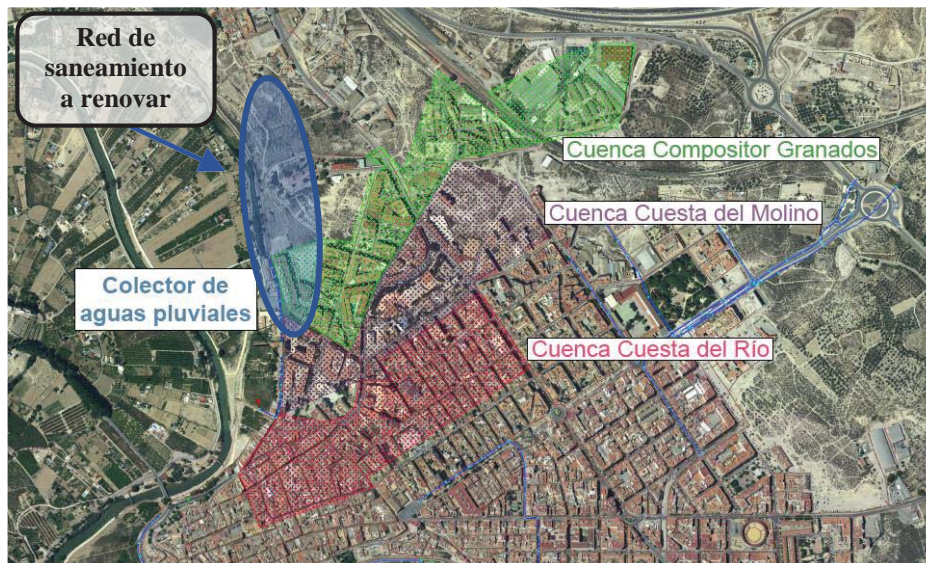 Red de
saneamiento
a renovar
Cuenca Compositor Granados
Cuenca Cuesta del Molino
Colector de
aguas pluviales
Cuenca Cuesta del Río